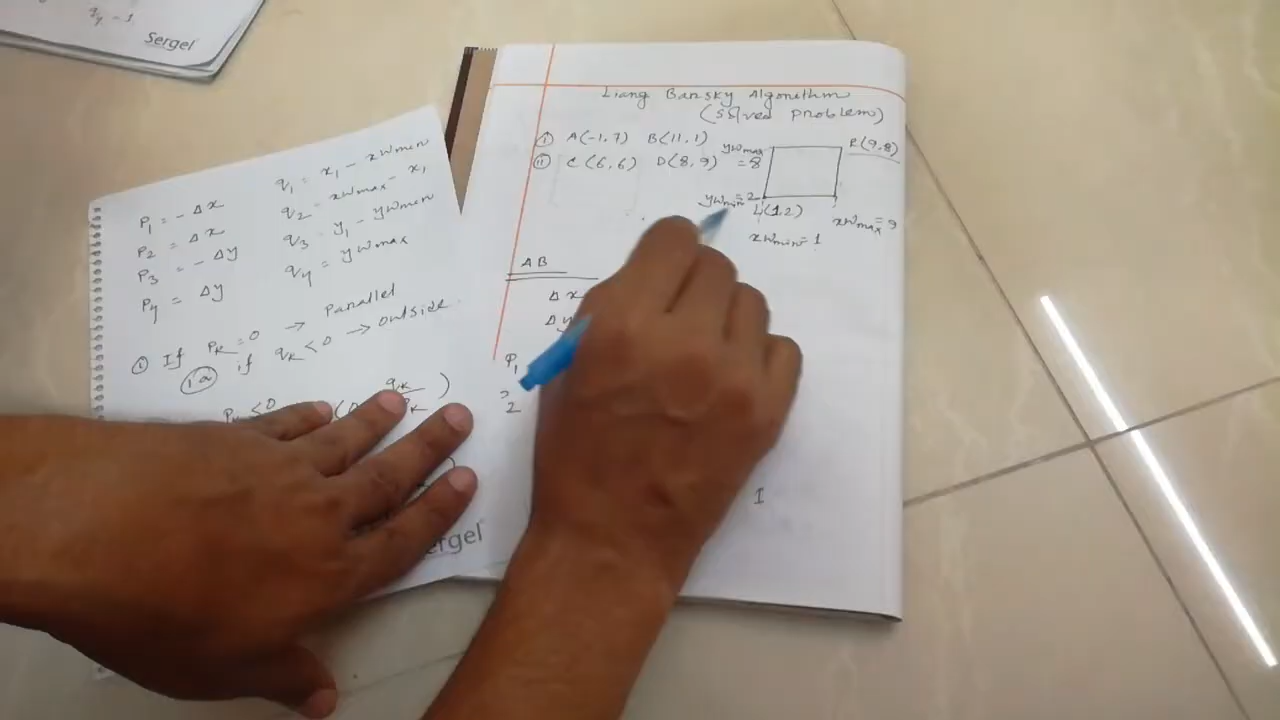 q4 = 1
Sergel
P1 = - Δx
P2 = Δx
P3 = - Δy
P4 = Δy
q1 = x1 - xwmin
q2 = xwmax - x1
q3 = y1 - ywmin
q4 = ywmax
i If PK = 0 → Parallel
i.a if qK < 0 → outside.
<0
qK
Sergel
Liang Barsky Algorithm
(Solved Problem)
i A(-1,7) B(11,1)
ii C(6,6) D(8,9)
ywmax = 8
R(9,8)
ywmin = 2
L(1,2)
xwmax = 9
xwmin = 1
AB
Δx
Δy
P1
2
I